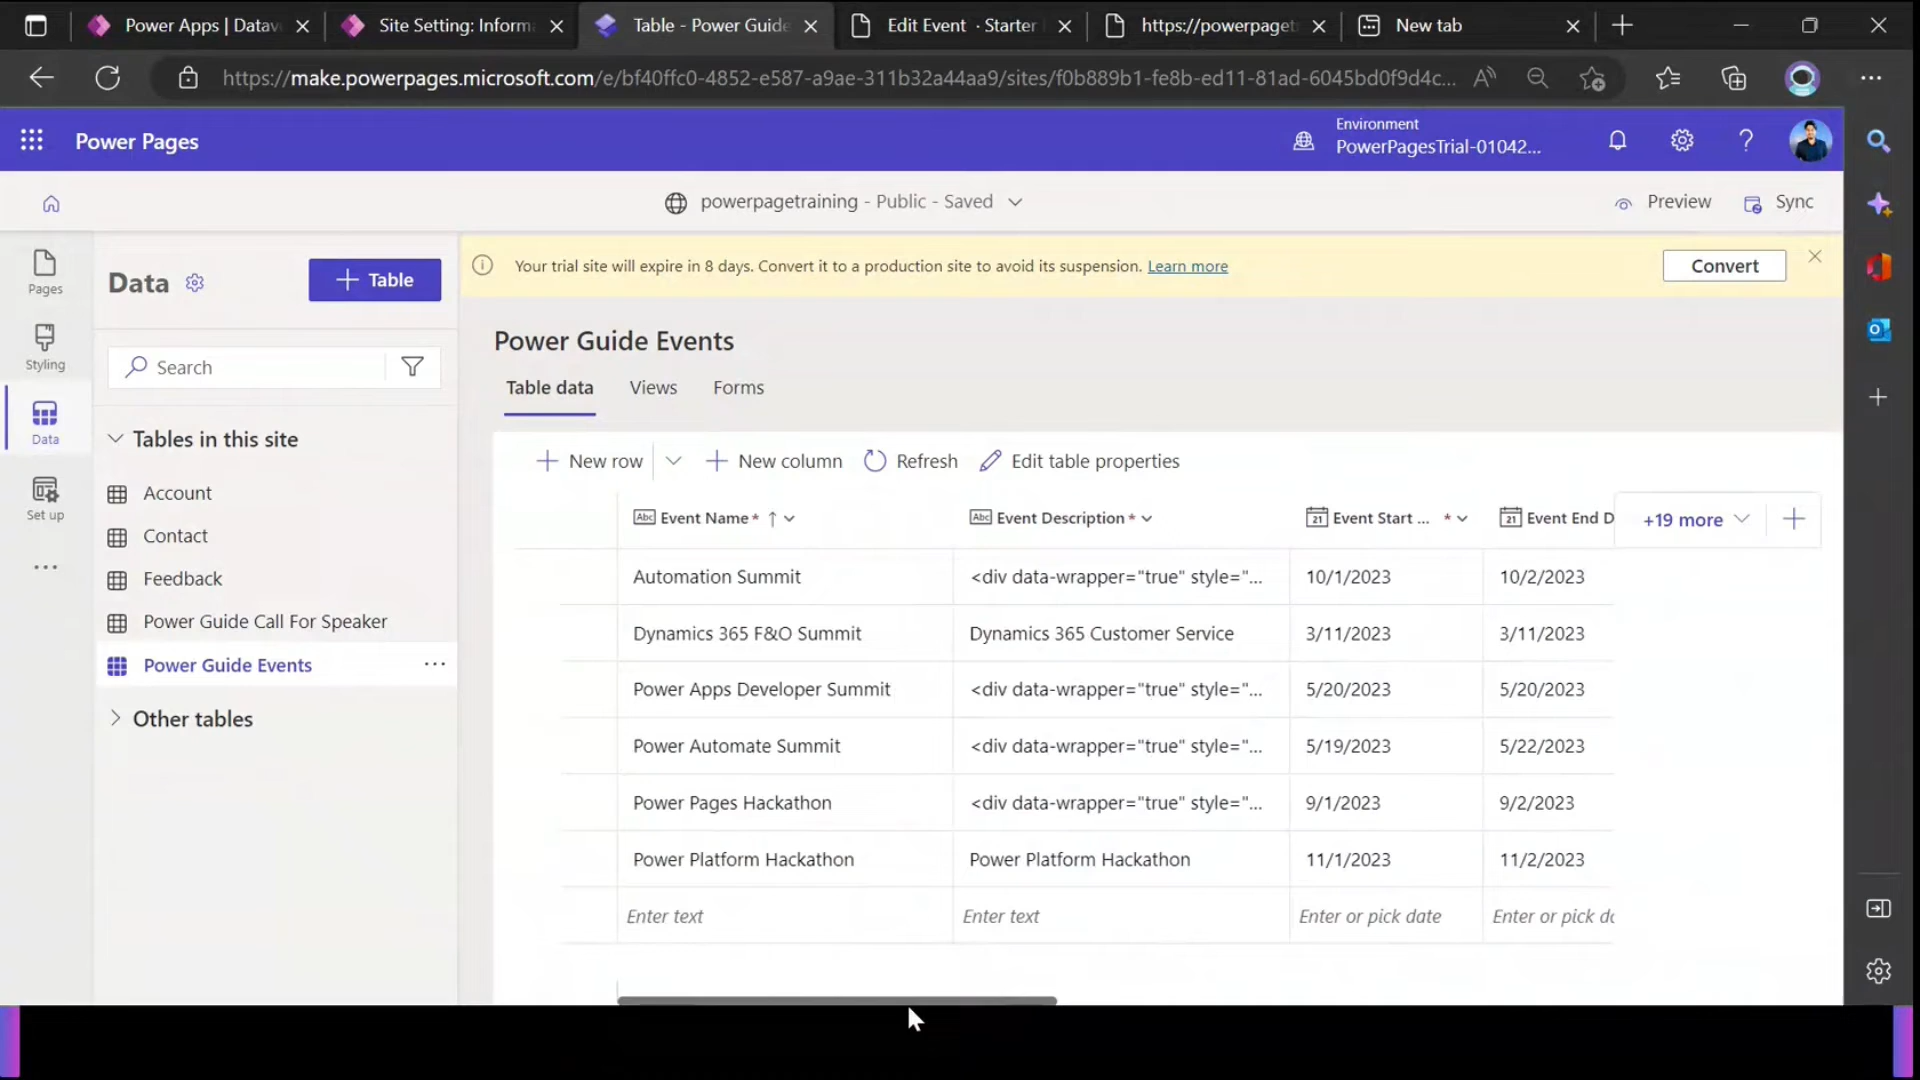 Power Apps | Datav
Site Setting: Inform
Table - Power Guide
Edit Event · Starter
https://powerpaget
New tab
https://make.powerpages.microsoft.com/e/bf40ffc0-4852-e587-a9ae-311b32a44aa9/sites/f0b889b1-fe8b-ed11-81ad-6045bd0f9d4c...
Power Pages
Environment
PowerPagesTrial-01042...
powerpagetraining - Public - Saved
Preview
Sync
Pages
Styling
Data
Set up
Data
+ Table
Search
Tables in this site
Account
Contact
Feedback
Power Guide Call For Speaker
Power Guide Events
Other tables
Your trial site will expire in 8 days. Convert it to a production site to avoid its suspension. Learn more
Convert
Power Guide Events
Table data Views Forms
New row New column Refresh Edit table properties
Abc Event Name * Abc Event Description * 21 Event Start ... * 21 Event End D +19 more
Automation Summit <div data-wrapper="true" style="... 10/1/2023 10/2/2023
Dynamics 365 F&O Summit Dynamics 365 Customer Service 3/11/2023 3/11/2023
Power Apps Developer Summit <div data-wrapper="true" style="... 5/20/2023 5/20/2023
Power Automate Summit <div data-wrapper="true" style="... 5/19/2023 5/22/2023
Power Pages Hackathon <div data-wrapper="true" style="... 9/1/2023 9/2/2023
Power Platform Hackathon Power Platform Hackathon 11/1/2023 11/2/2023
Enter text Enter text Enter or pick date Enter or pick da